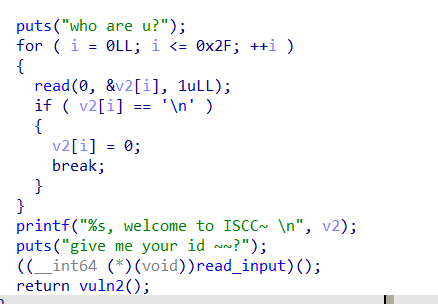 puts("who are u?");
for ( i = 0LL; i <= 0x2F; ++i )
{
read(0, &v2[i], 1uLL);
if ( v2[i] == '\n' )
{
v2[i] = 0;
break;
}
}
printf("%s, welcome to ISCC~ \n", v2);
puts("give me your id ~~?");
((__int64 (*)(void))read_input)();
return vuln2();